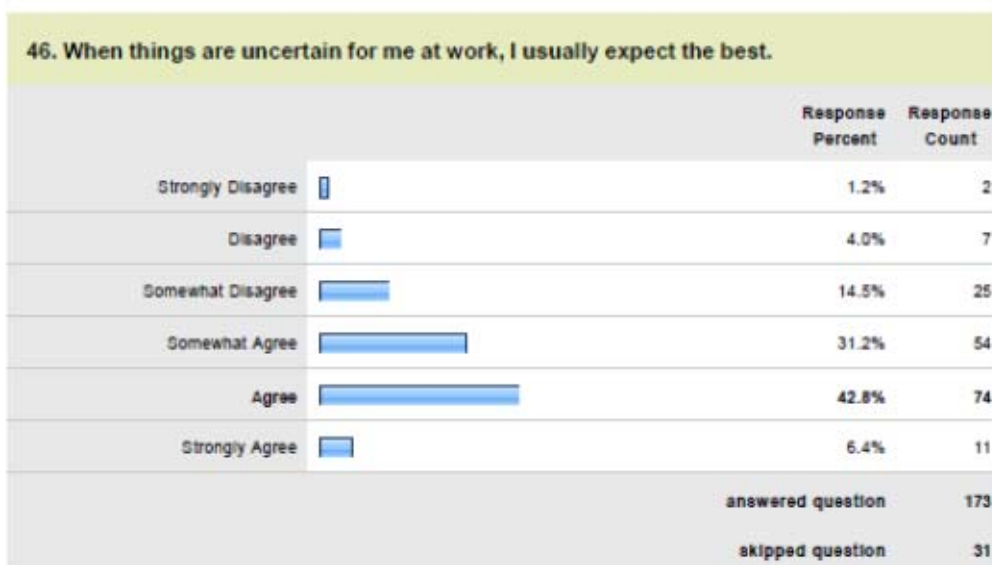 46. When things are uncertain for me at work, I usually expect the best.
Response Percent Response Count
Strongly Disagree 1.2% 2
Disagree 4.0% 7
Somewhat Disagree 14.5% 25
Somewhat Agree 31.2% 54
Agree 42.8% 74
Strongly Agree 6.4% 11
answered question 173
skipped question 31